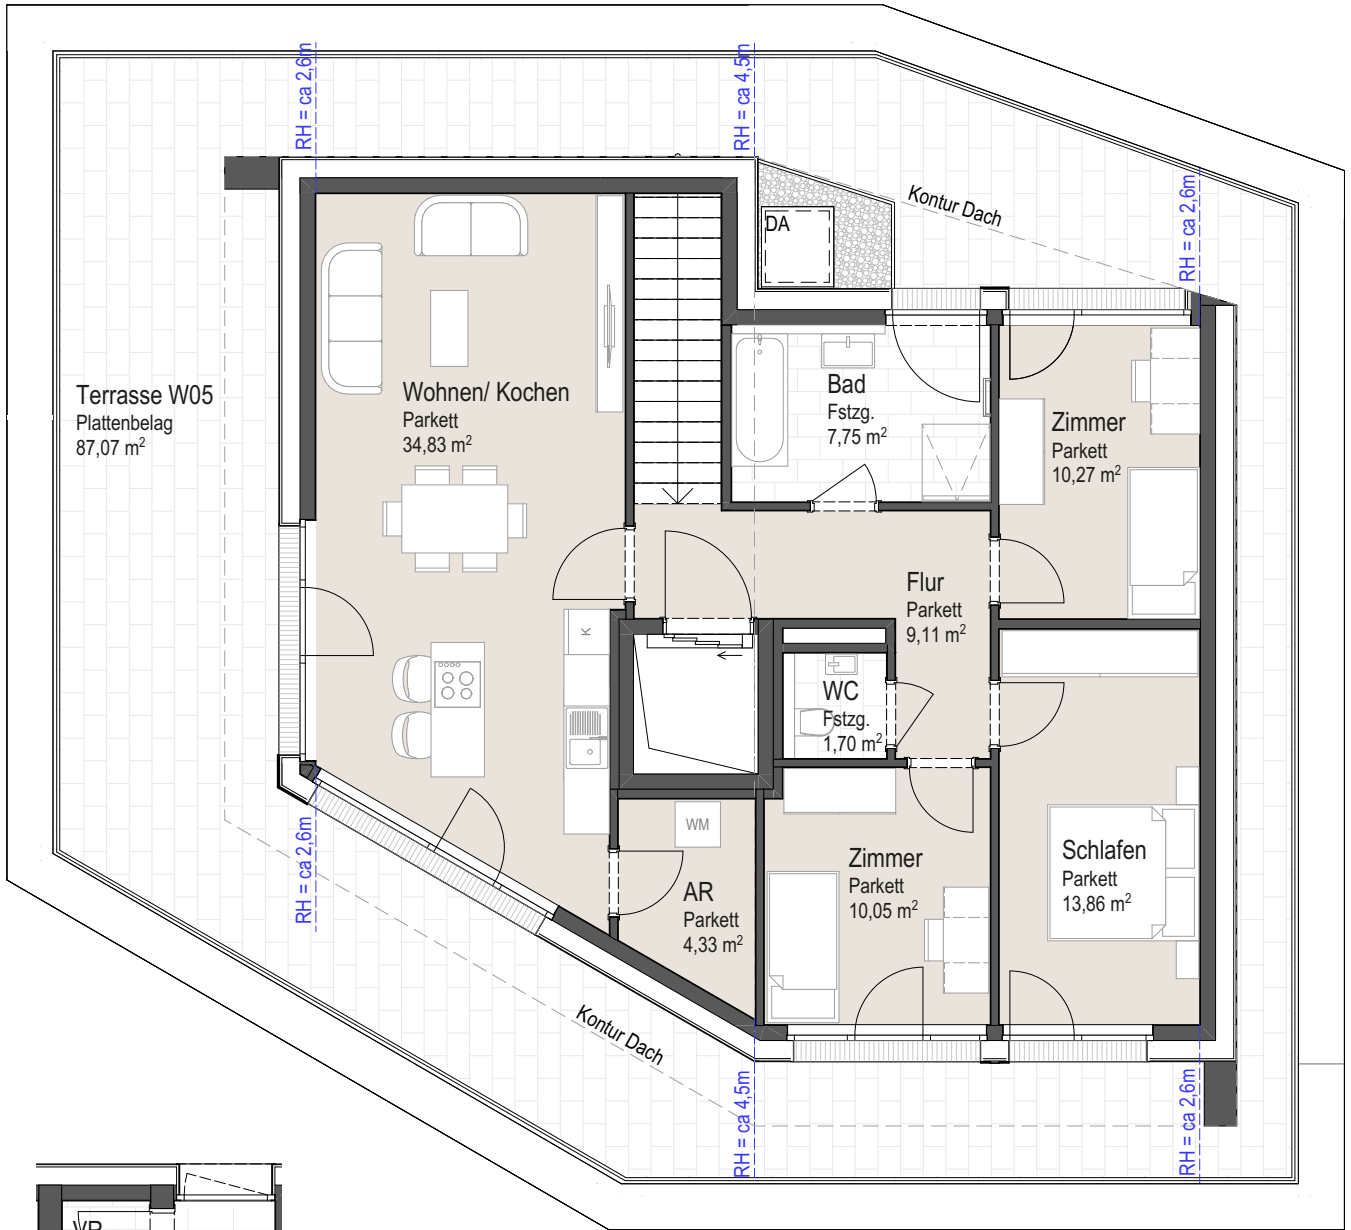 RH = ca 2,6m
RH = ca 4,5m
RH = ca 2,6m
Kontur Dach
DA
Terrasse W05
Plattenbelag
87,07 m²
Wohnen/ Kochen
Parkett
34,83 m²
Bad
Fstzg.
7,75 m²
Zimmer
Parkett
10,27 m²
Flur
Parkett
9,11 m²
K
WC
Fstzg.
1,70 m²
WM
AR
Parkett
4,33 m²
Zimmer
Parkett
10,05 m²
Schlafen
Parkett
13,86 m²
RH = ca 2,6m
Kontur Dach
RH = ca 4,5m
RH = ca 2,6m